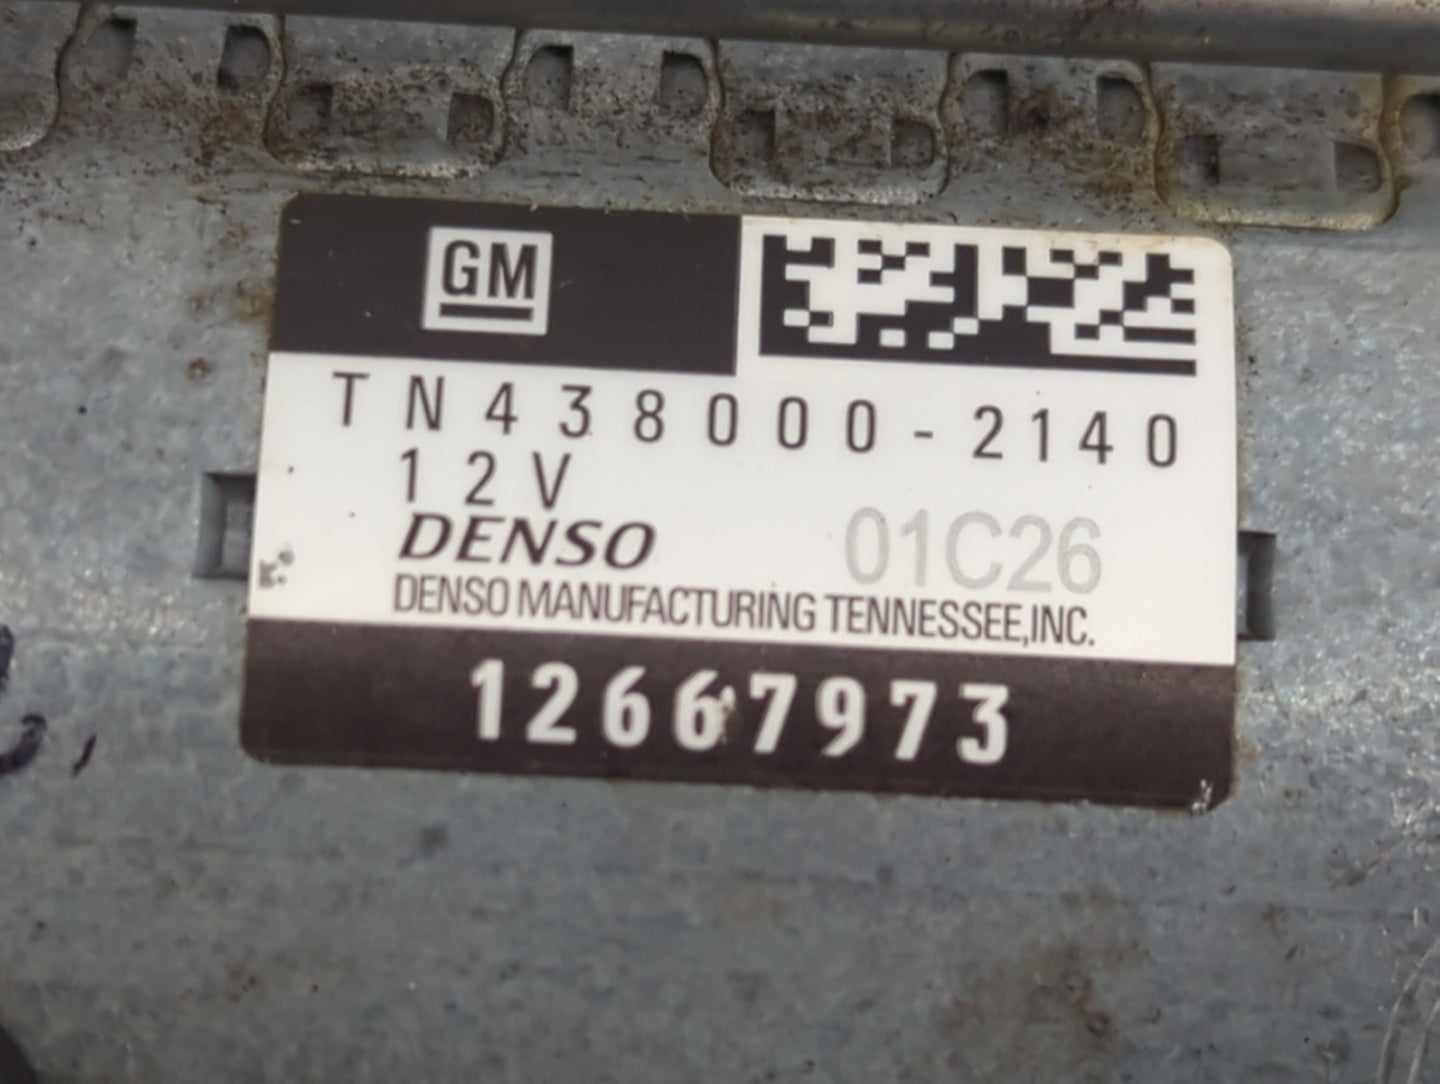 GM
TN438000-2140
12V
DENSO 01C26
DENSO MANUFACTURING TENNESSEE,INC.
12667973